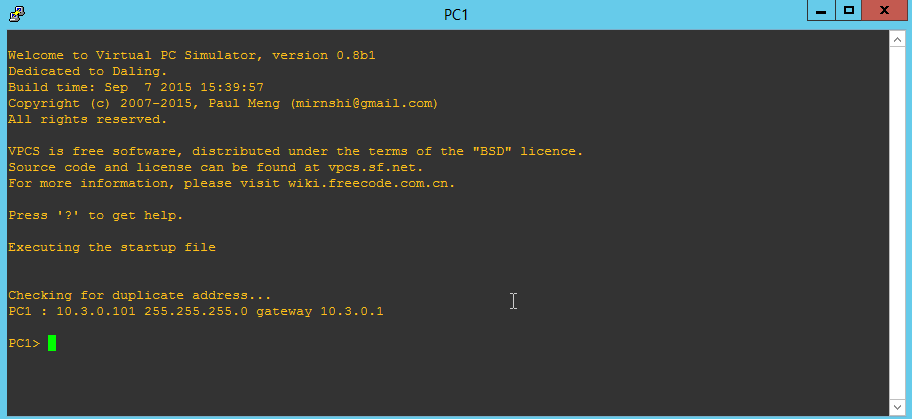 PC1
Welcome to Virtual PC Simulator, version 0.8b1
Dedicated to Daling.
Build time: Sep  7 2015 15:39:57
Copyright (c) 2007-2015, Paul Meng (mirnshi@gmail.com)
All rights reserved.
VPCS is free software, distributed under the terms of the "BSD" licence.
Source code and license can be found at vpcs.sf.net.
For more information, please visit wiki.freecode.com.cn.
Press '?' to get help.
Executing the startup file
Checking for duplicate address...
PC1 : 10.3.0.101 255.255.255.0 gateway 10.3.0.1
PC1>